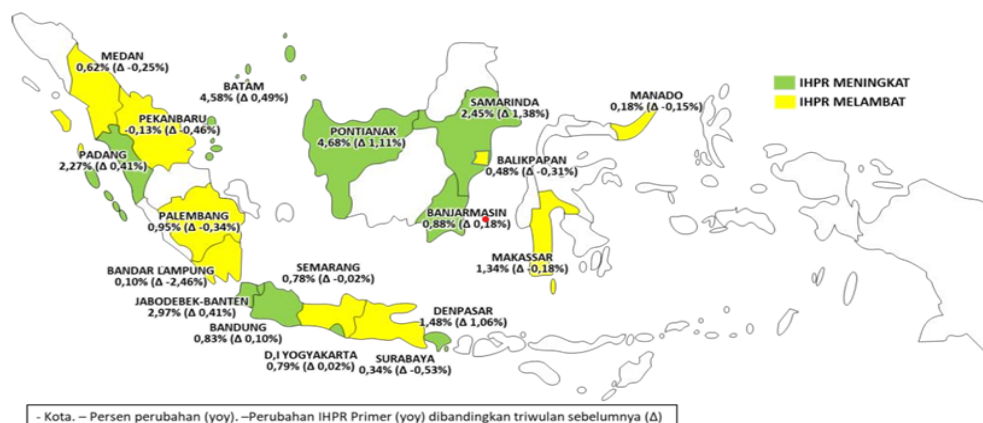 MEDAN
0,62% (Δ -0,25%)
BATAM
4,58% (Δ 0,49%)
PEKANBARU
-0,13% (Δ -0,46%)
PADANG
2,27% (Δ 0,41%)
PALEMBANG
0,95% (Δ -0,34%)
BANDAR LAMPUNG
0,10% (Δ -2,46%)
JABODEBEK-BANTEN
2,97% (Δ 0,41%)
BANDUNG
0,83% (Δ 0,10%)
SEMARANG
0,78% (Δ -0,02%)
D,I YOGYAKARTA
0,79% (Δ 0,02%)
SURABAYA
0,34% (Δ -0,53%)
DENPASAR
1,48% (Δ 1,06%)
PONTIANAK
4,68% (Δ 1,11%)
SAMARINDA
2,45% (Δ 1,38%)
BALIKPAPAN
0,48% (Δ -0,31%)
BANJARMASIN
0,88% (Δ 0,18%)
MAKASSAR
1,34% (Δ -0,18%)
MANADO
0,18% (Δ -0,15%)
IHPR MENINGKAT
IHPR MELAMBAT
- Kota. – Persen perubahan (yoy). –Perubahan IHPR Primer (yoy) dibandingkan triwulan sebelumnya (Δ)